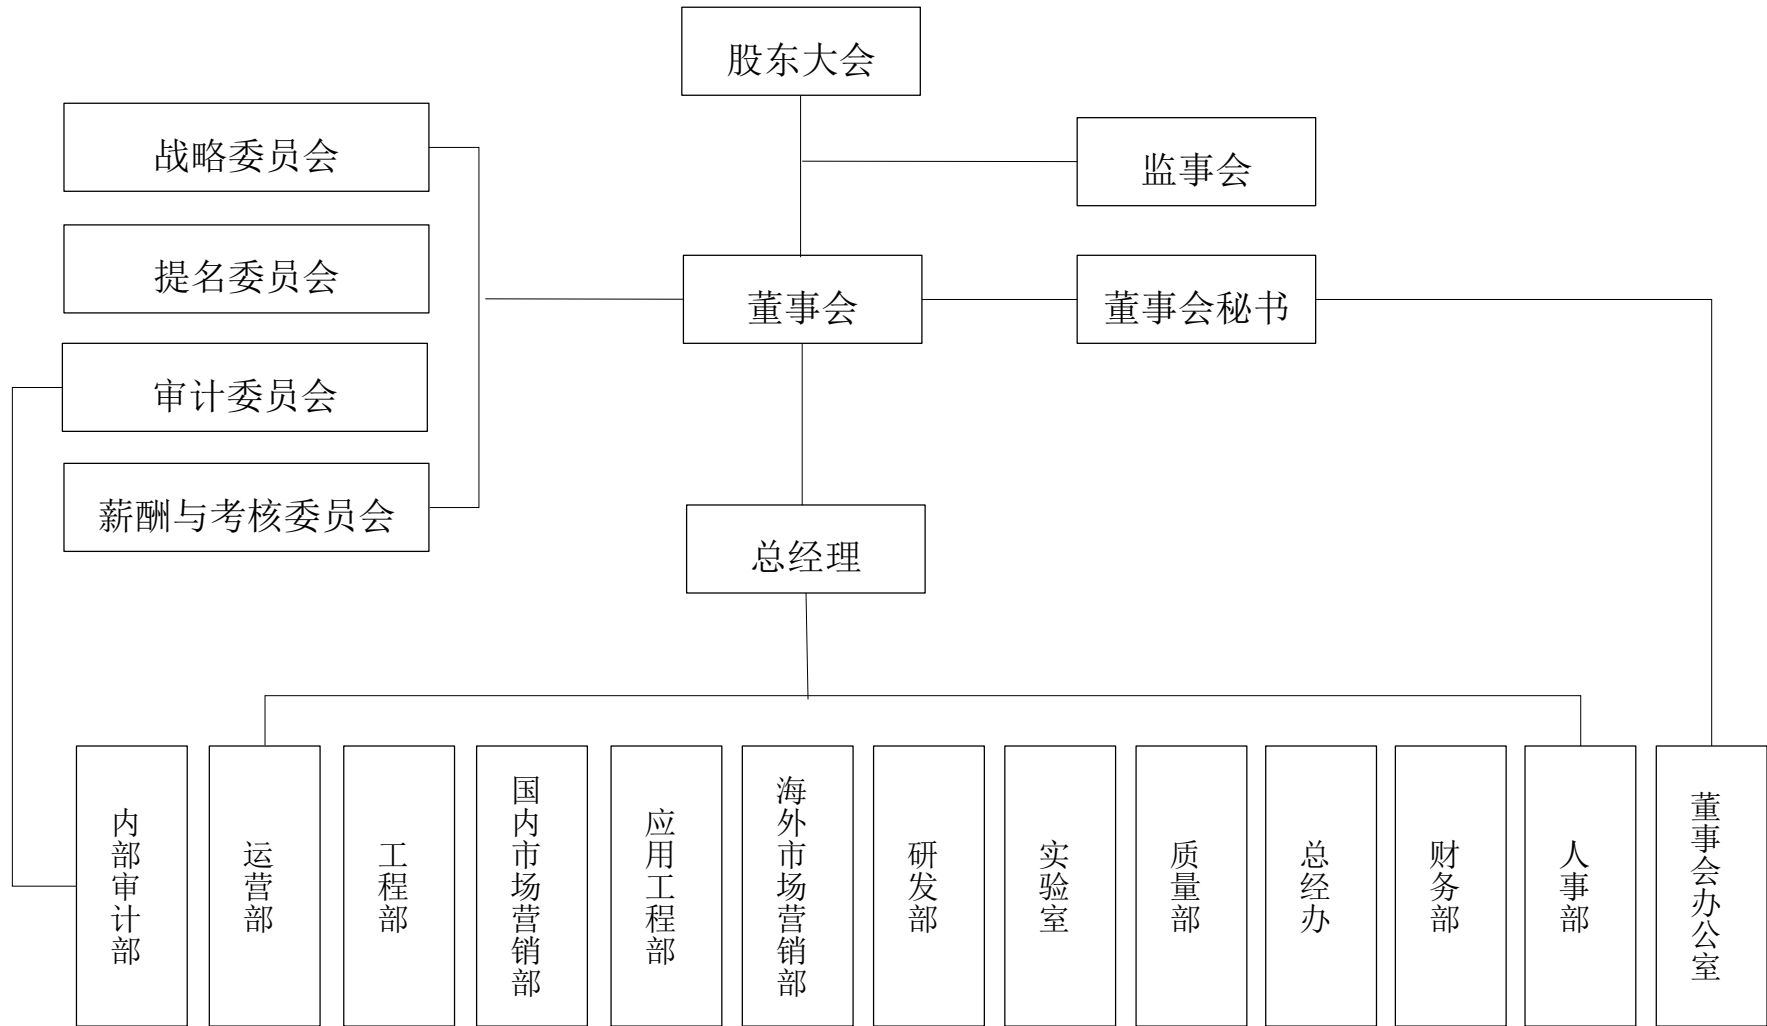 股东大会
战略委员会
监事会
提名委员会
董事会
董事会秘书
审计委员会
薪酬与考核委员会
总经理
内部审计部
运营部
工程部
国内市场营销部
应用工程部
海外市场营销部
研发部
实验室
质量部
总经办
财务部
人事部
董事会办公室